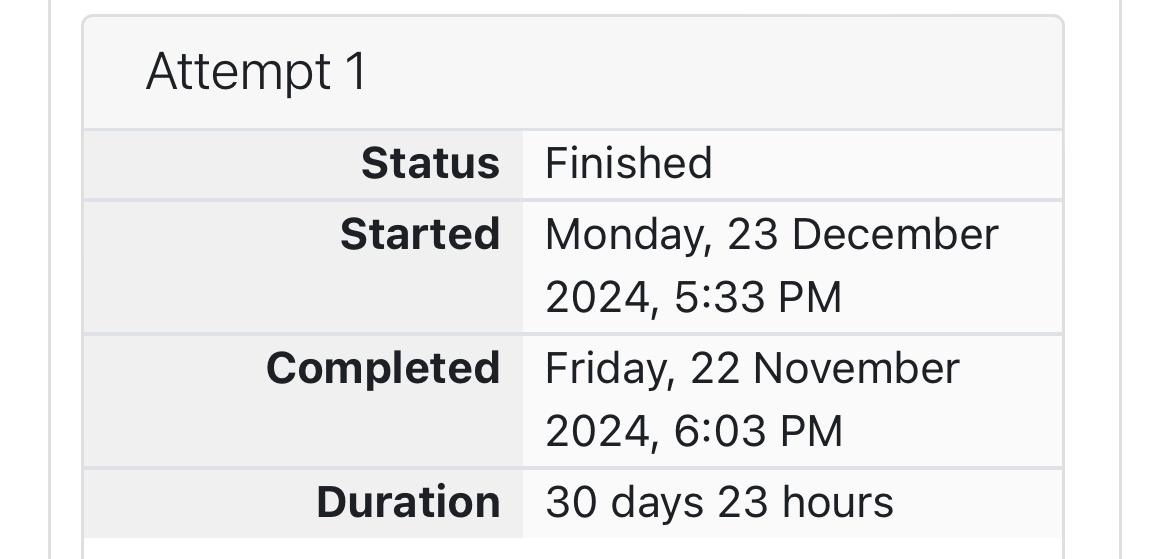 Attempt 1
Status Finished
Started Monday, 23 December
2024, 5:33 PM
Completed Friday, 22 November
2024, 6:03 PM
Duration 30 days 23 hours